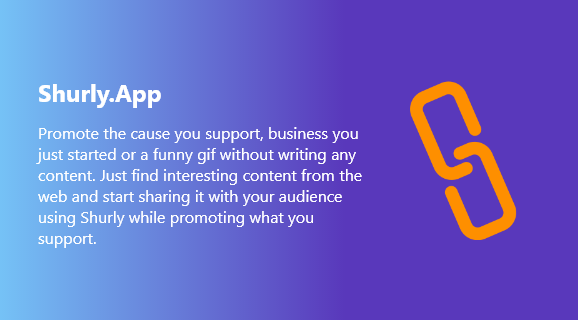 Shurly.App
Promote the cause you support, business you
just started or a funny gif without writing any
content. Just find interesting content from the
web and start sharing it with your audience
using Shurly while promoting what you
support.